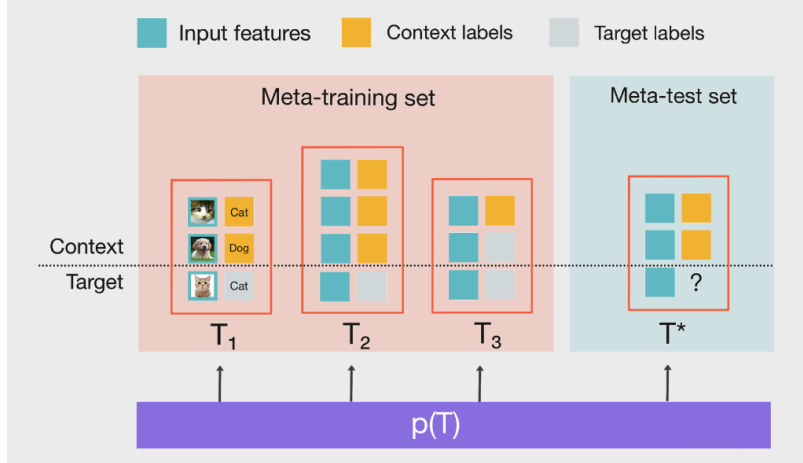 Input features
Context labels
Target labels
Meta-training set
Meta-test set
Cat
Dog
Context
Target
Cat
?
T₁
T₂
T₃
T*
p(T)